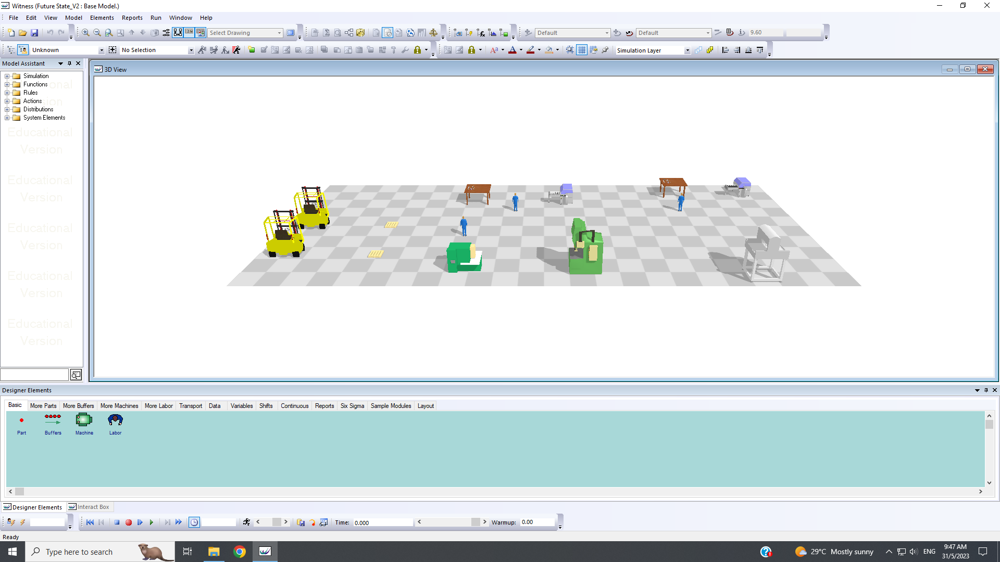 Witness (Future State_V2 : Base Model.)
File Edit View Model Elements Reports Run Window Help
Select Drawing Default Default 9.60
Unknown No Selection Simulation Layer
Model Assistant
3D View
Simulation
Functions
Rules
Actions
Distributions
System Elements
Educational
Version
Educational
Version
Educational
Version
Educational
Version
Educational
Version
Designer Elements
Basic More Parts More Buffers More Machines More Labor Transport Data Variables Shifts Continuous Reports Six Sigma Sample Modules Layout
Part Buffers Machine Labor
Designer Elements Interact Box
Time: 0.000 Warmup: 0.00
Ready
Type here to search
29°C Mostly sunny ENG
9:47 AM
31/5/2023